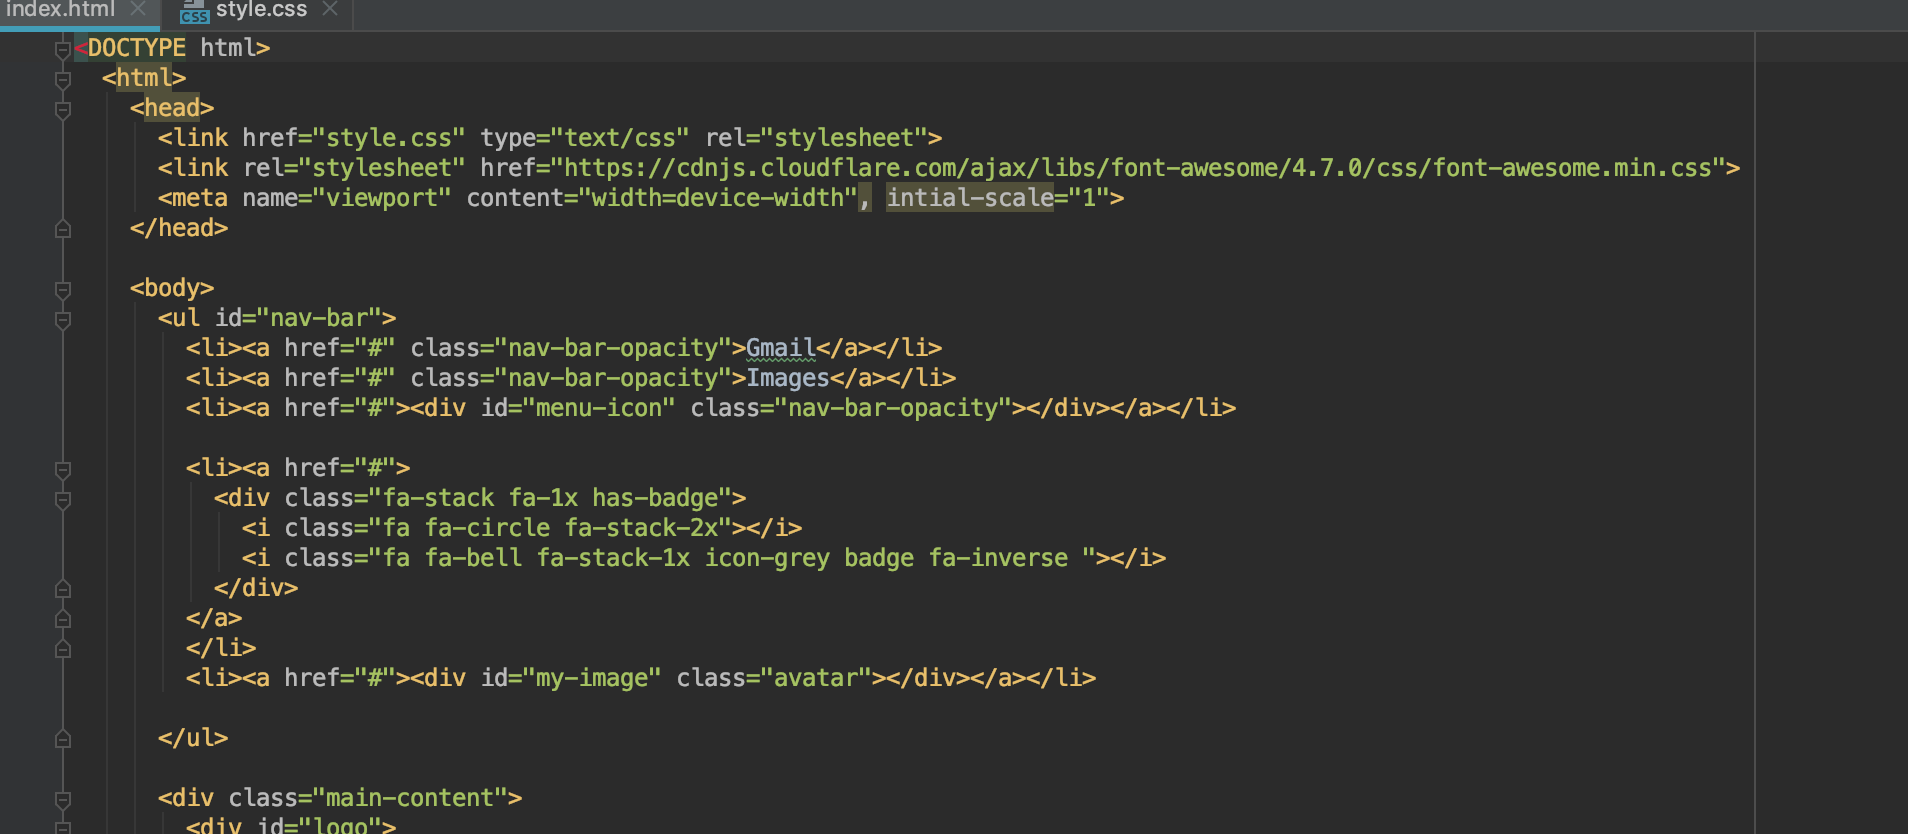 index.html style.css
<DOCTYPE html>
<html>
<head>
<link href="style.css" type="text/css" rel="stylesheet">
<link rel="stylesheet" href="https://cdnjs.cloudflare.com/ajax/libs/font-awesome/4.7.0/css/font-awesome.min.css">
<meta name="viewport" content="width=device-width", intial-scale="1">
</head>
<body>
<ul id="nav-bar">
<li><a href="#" class="nav-bar-opacity">Gmail</a></li>
<li><a href="#" class="nav-bar-opacity">Images</a></li>
<li><a href="#"><div id="menu-icon" class="nav-bar-opacity"></div></a></li>
<li><a href="#">
<div class="fa-stack fa-1x has-badge">
<i class="fa fa-circle fa-stack-2x"></i>
<i class="fa fa-bell fa-stack-1x icon-grey badge fa-inverse "></i>
</div>
</a>
</li>
<li><a href="#"><div id="my-image" class="avatar"></div></a></li>
</ul>
<div class="main-content">
<div id="logo">